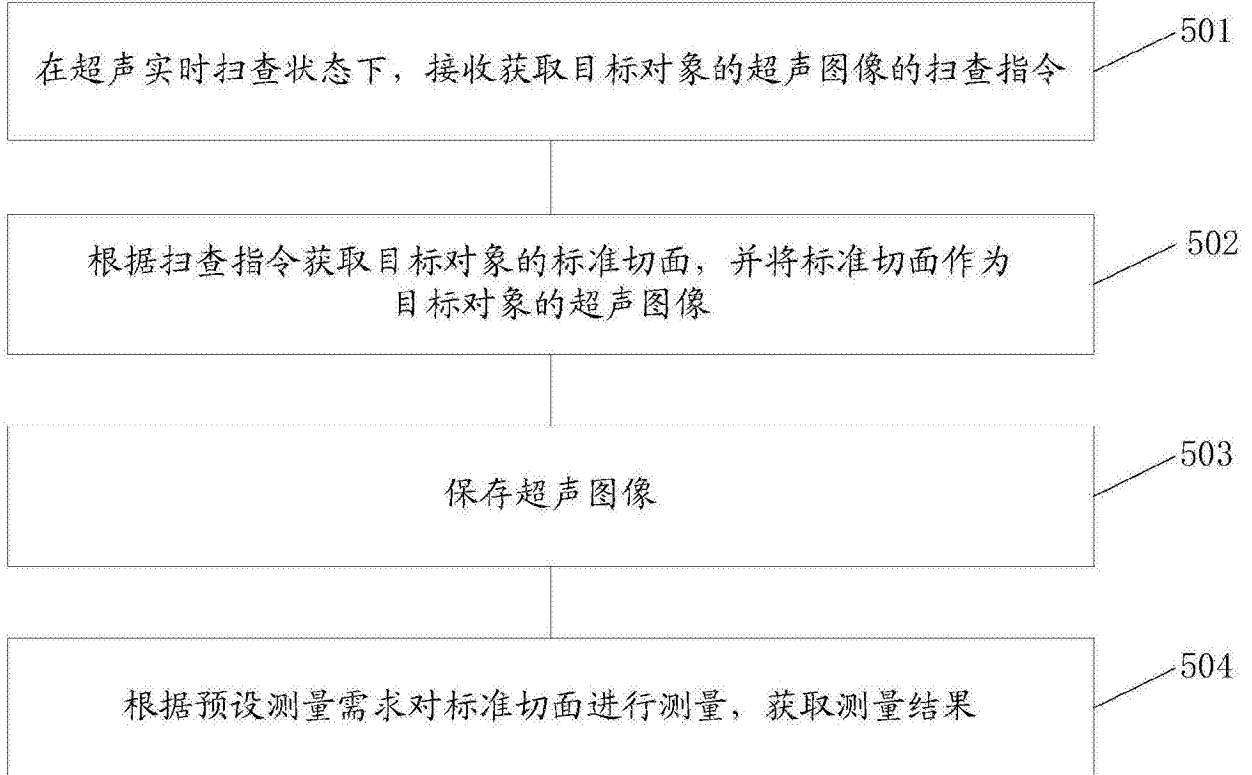 501
在超声实时扫查状态下，接收获取目标对象的超声图像的扫查指令
502
根据扫查指令获取目标对象的标准切面，并将标准切面作为
目标对象的超声图像
503
保存超声图像
504
根据预设测量需求对标准切面进行测量，获取测量结果